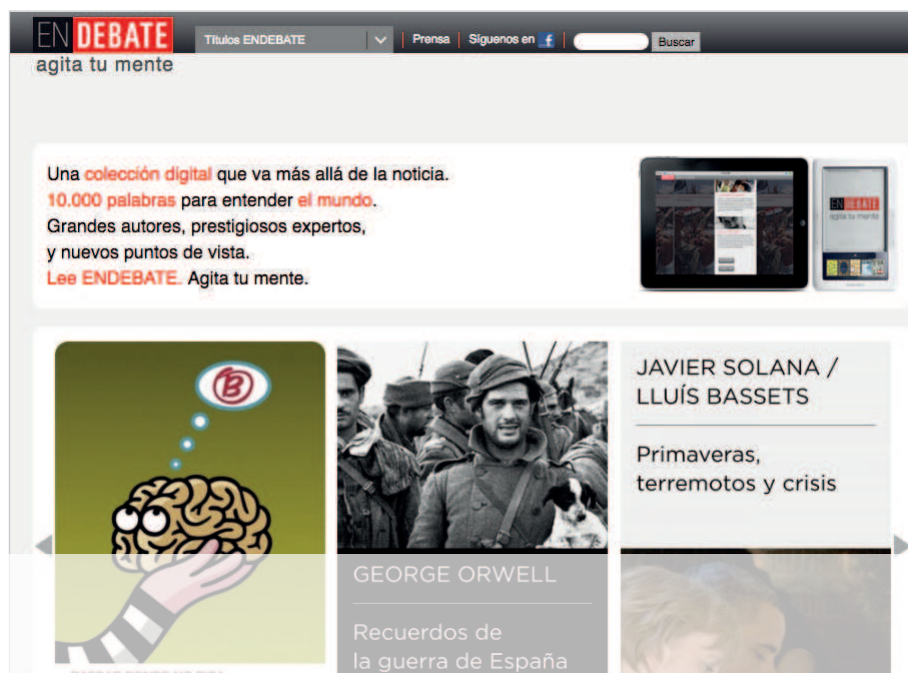 EN DEBATE
agita tu mente
Títulos ENDEBATE
Prensa
Síguenos en f
Buscar
Una colección digital que va más allá de la noticia.
10.000 palabras para entender el mundo.
Grandes autores, prestigiosos expertos,
y nuevos puntos de vista.
Lee ENDEBATE. Agita tu mente.
EN DEBATE
agita tu mente
B
GEORGE ORWELL
Recuerdos de
la guerra de España
JAVIER SOLANA /
LLUÍS BASSETS
Primaveras,
terremotos y crisis